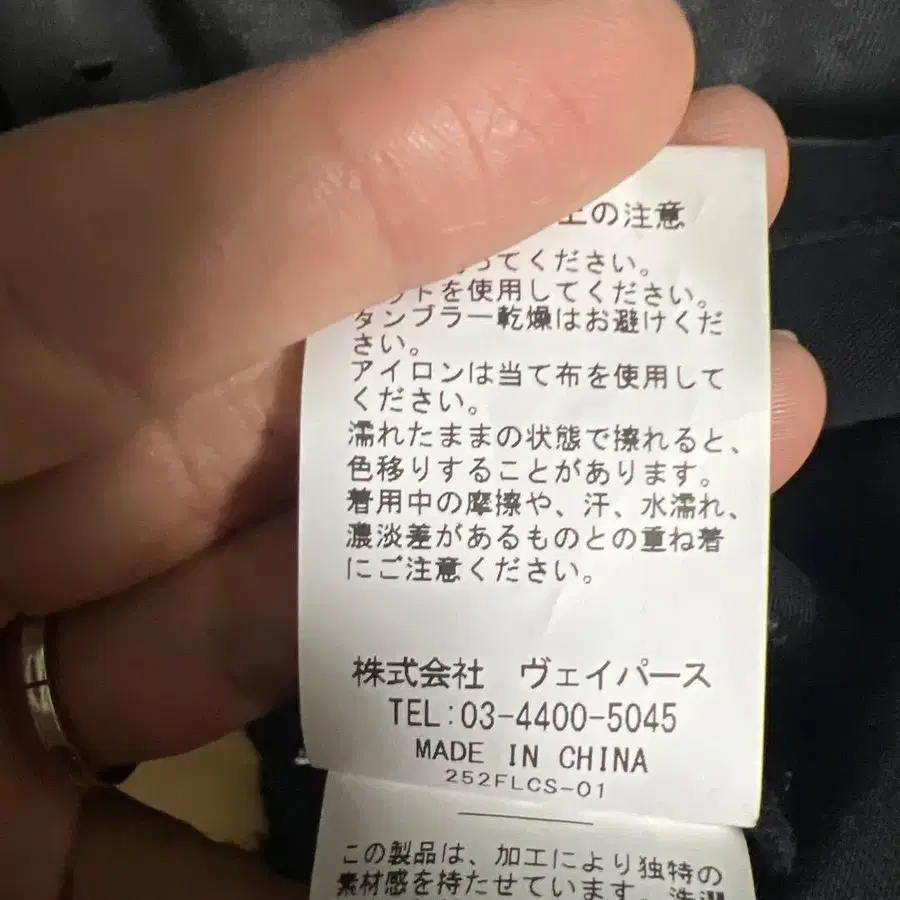 の注意
ってください。
を使用してください。
タンブラー乾燥はお避けくだ
さい。
アイロンは当て布を使用して
ください。
濡れたままの状態で擦れると、
色移りすることがあります。
着用中の摩擦や、汗、水濡れ、
濃淡差があるものとの重ね着
にご注意ください。
株式会社 ヴェイパース
TEL:03-4400-5045
MADE IN CHINA
252FLCS-01
この製品は、加工により独特の
素材感を持たせています。洗濯